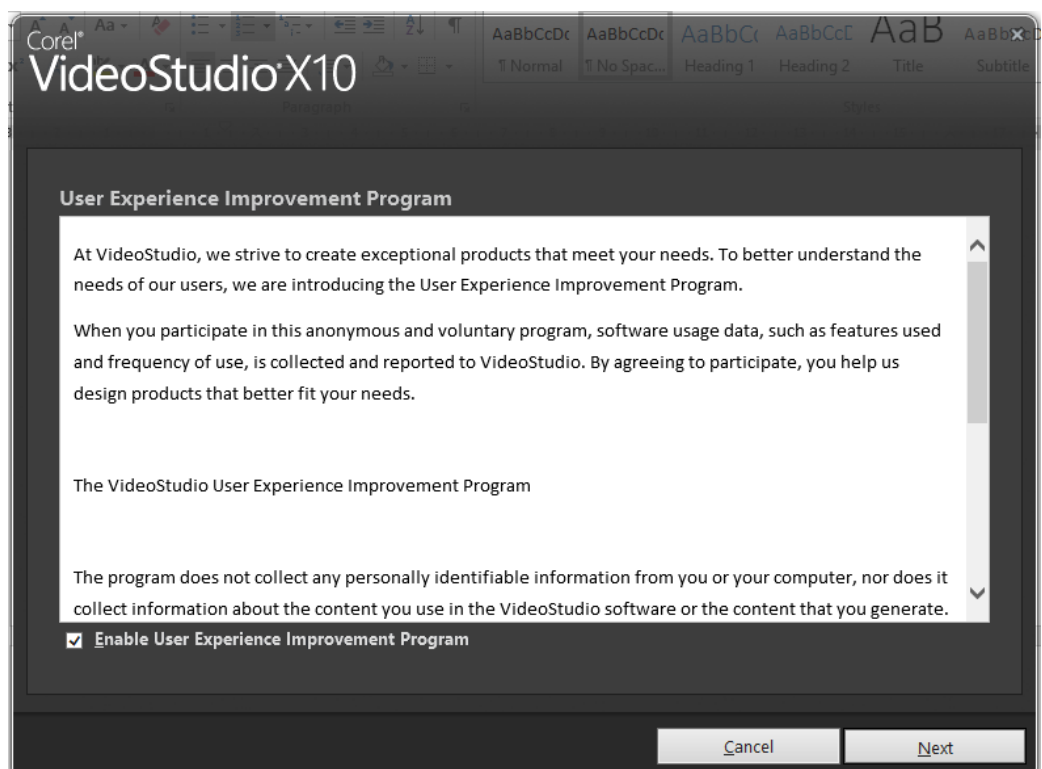 Aa
AaBbCcDc AaBbCcDc AaBbC AaBbCcD AaB AaBb
¶ Normal ¶ No Spac... Heading 1 Heading 2 Title Subtitle
Paragraph Styles
Corel®
VideoStudio® X10
User Experience Improvement Program
At VideoStudio, we strive to create exceptional products that meet your needs. To better understand the
needs of our users, we are introducing the User Experience Improvement Program.
When you participate in this anonymous and voluntary program, software usage data, such as features used
and frequency of use, is collected and reported to VideoStudio. By agreeing to participate, you help us
design products that better fit your needs.
The VideoStudio User Experience Improvement Program
The program does not collect any personally identifiable information from you or your computer, nor does it
collect information about the content you use in the VideoStudio software or the content that you generate.
Enable User Experience Improvement Program
Cancel Next